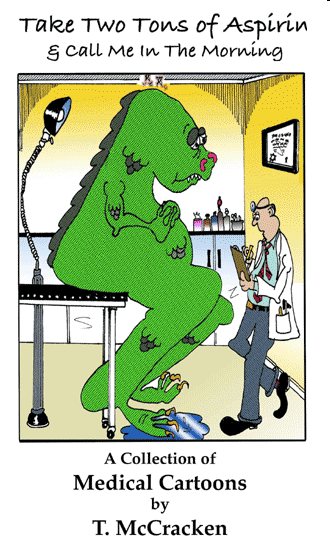 Take Two Tons of Aspirin
& Call Me In The Morning
A Collection of
Medical Cartoons
by
T. McCracken